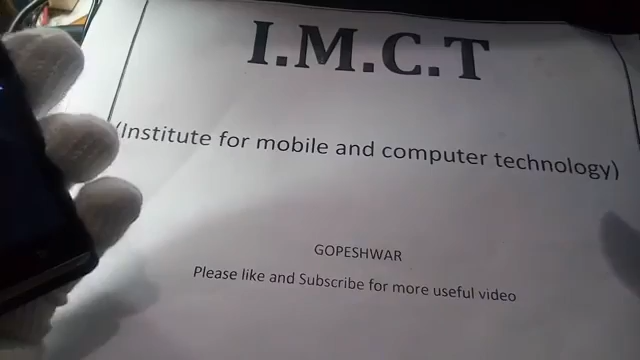 I.M.C.T
(Institute for mobile and computer technology)
GOPESHWAR
Please like and Subscribe for more useful video